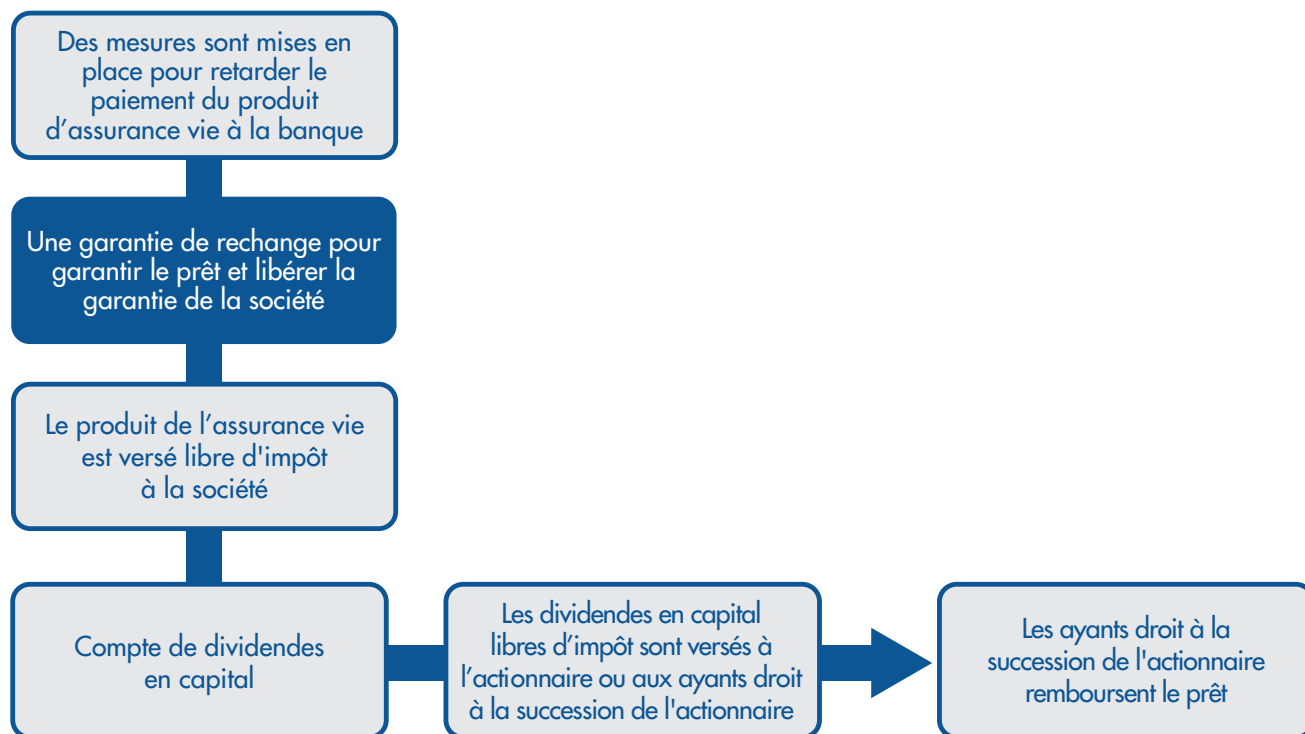 Des mesures sont mises en
place pour retarder le
paiement du produit
d’assurance vie à la banque
Une garantie de rechange pour
garantir le prêt et libérer la
garantie de la société
Le produit de l’assurance vie
est versé libre d'impôt
à la société
Compte de dividendes
en capital
Les dividendes en capital
libres d’impôt sont versés à
l’actionnaire ou aux ayants droit
à la succession de l'actionnaire
Les ayants droit à la
succession de l'actionnaire
remboursent le prêt